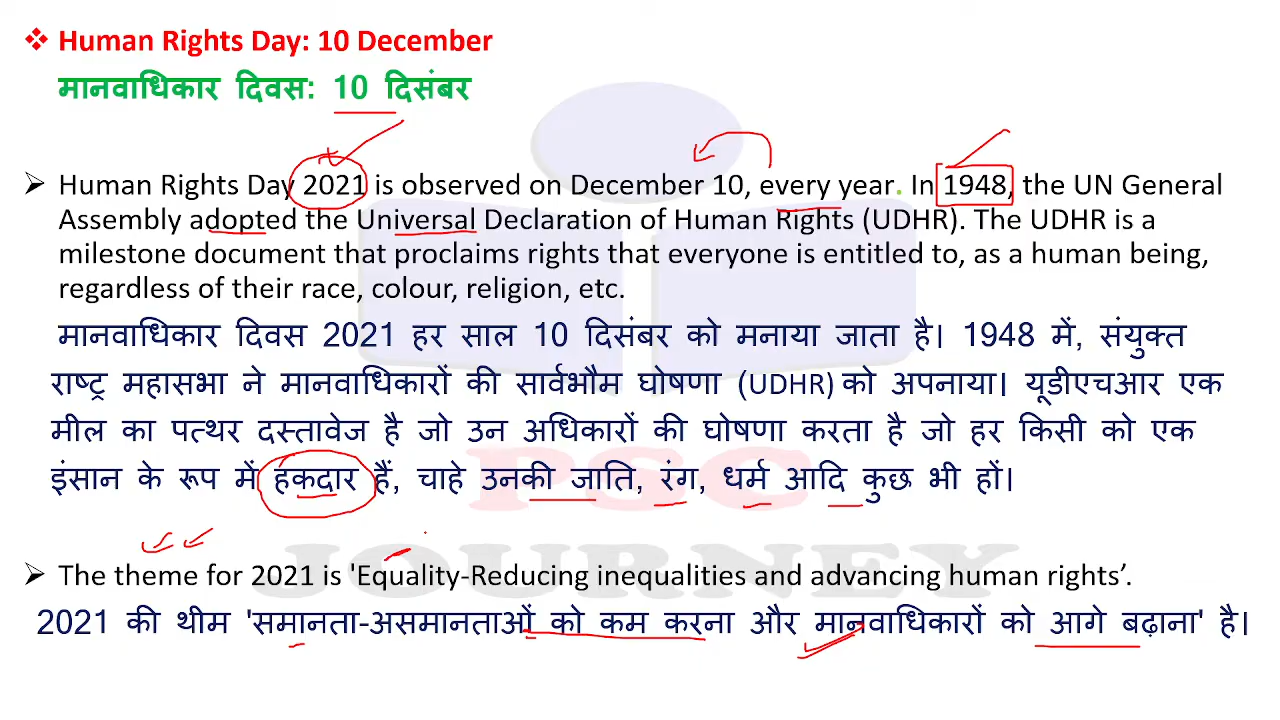 ❖ Human Rights Day: 10 December
मानवाधिकार दिवस: 10 दिसंबर
➤ Human Rights Day 2021 is observed on December 10, every year. In 1948, the UN General
Assembly adopted the Universal Declaration of Human Rights (UDHR). The UDHR is a
milestone document that proclaims rights that everyone is entitled to, as a human being,
regardless of their race, colour, religion, etc.
मानवाधिकार दिवस 2021 हर साल 10 दिसंबर को मनाया जाता है। 1948 में, संयुक्त
राष्ट्र महासभा ने मानवाधिकारों की सार्वभौम घोषणा (UDHR) को अपनाया। यूडीएचआर एक
मील का पत्थर दस्तावेज है जो उन अधिकारों की घोषणा करता है जो हर किसी को एक
इंसान के रूप में हकदार हैं, चाहे उनकी जाति, रंग, धर्म आदि कुछ भी हों।
PSC
JOURNEY
➤ The theme for 2021 is 'Equality-Reducing inequalities and advancing human rights’.
2021 की थीम 'समानता-असमानताओं को कम करना और मानवाधिकारों को आगे बढ़ाना' है।